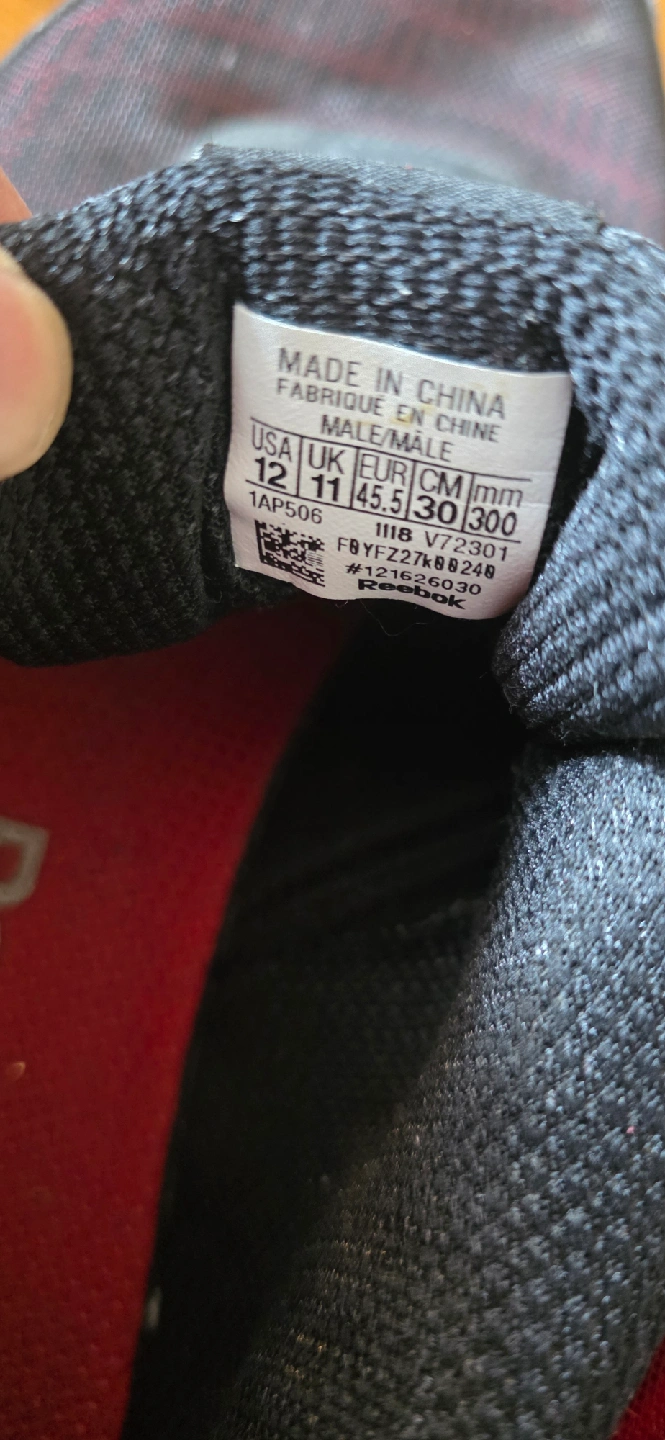 MADE IN CHINA
FABRIQUE EN CHINE
MALE/MÂLE
USA UK EUR CM mm
12 11 45.5 30 300
1AP506 1118 V72301
F0YFZ27k00240
#121626030
Reebok